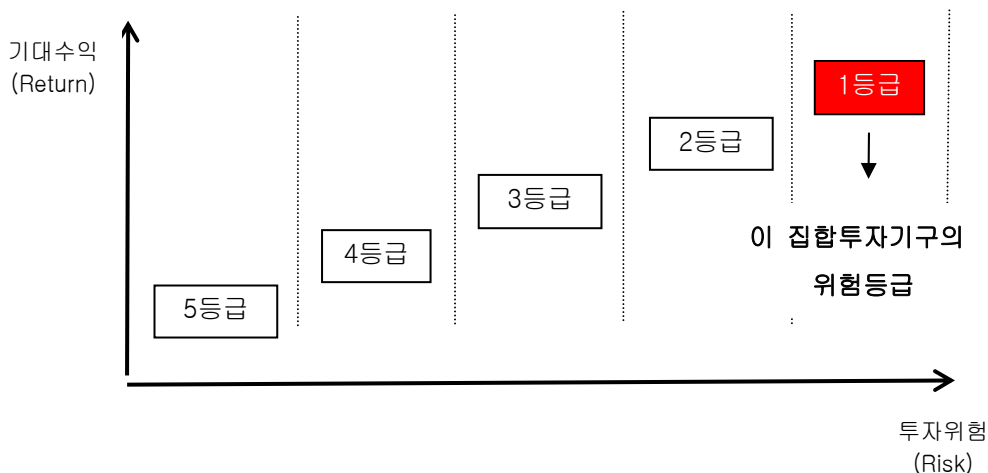 기대수익
(Return)
1등급
2등급
3등급
4등급
5등급
이 집합투자기구의
위험등급
투자위험
(Risk)